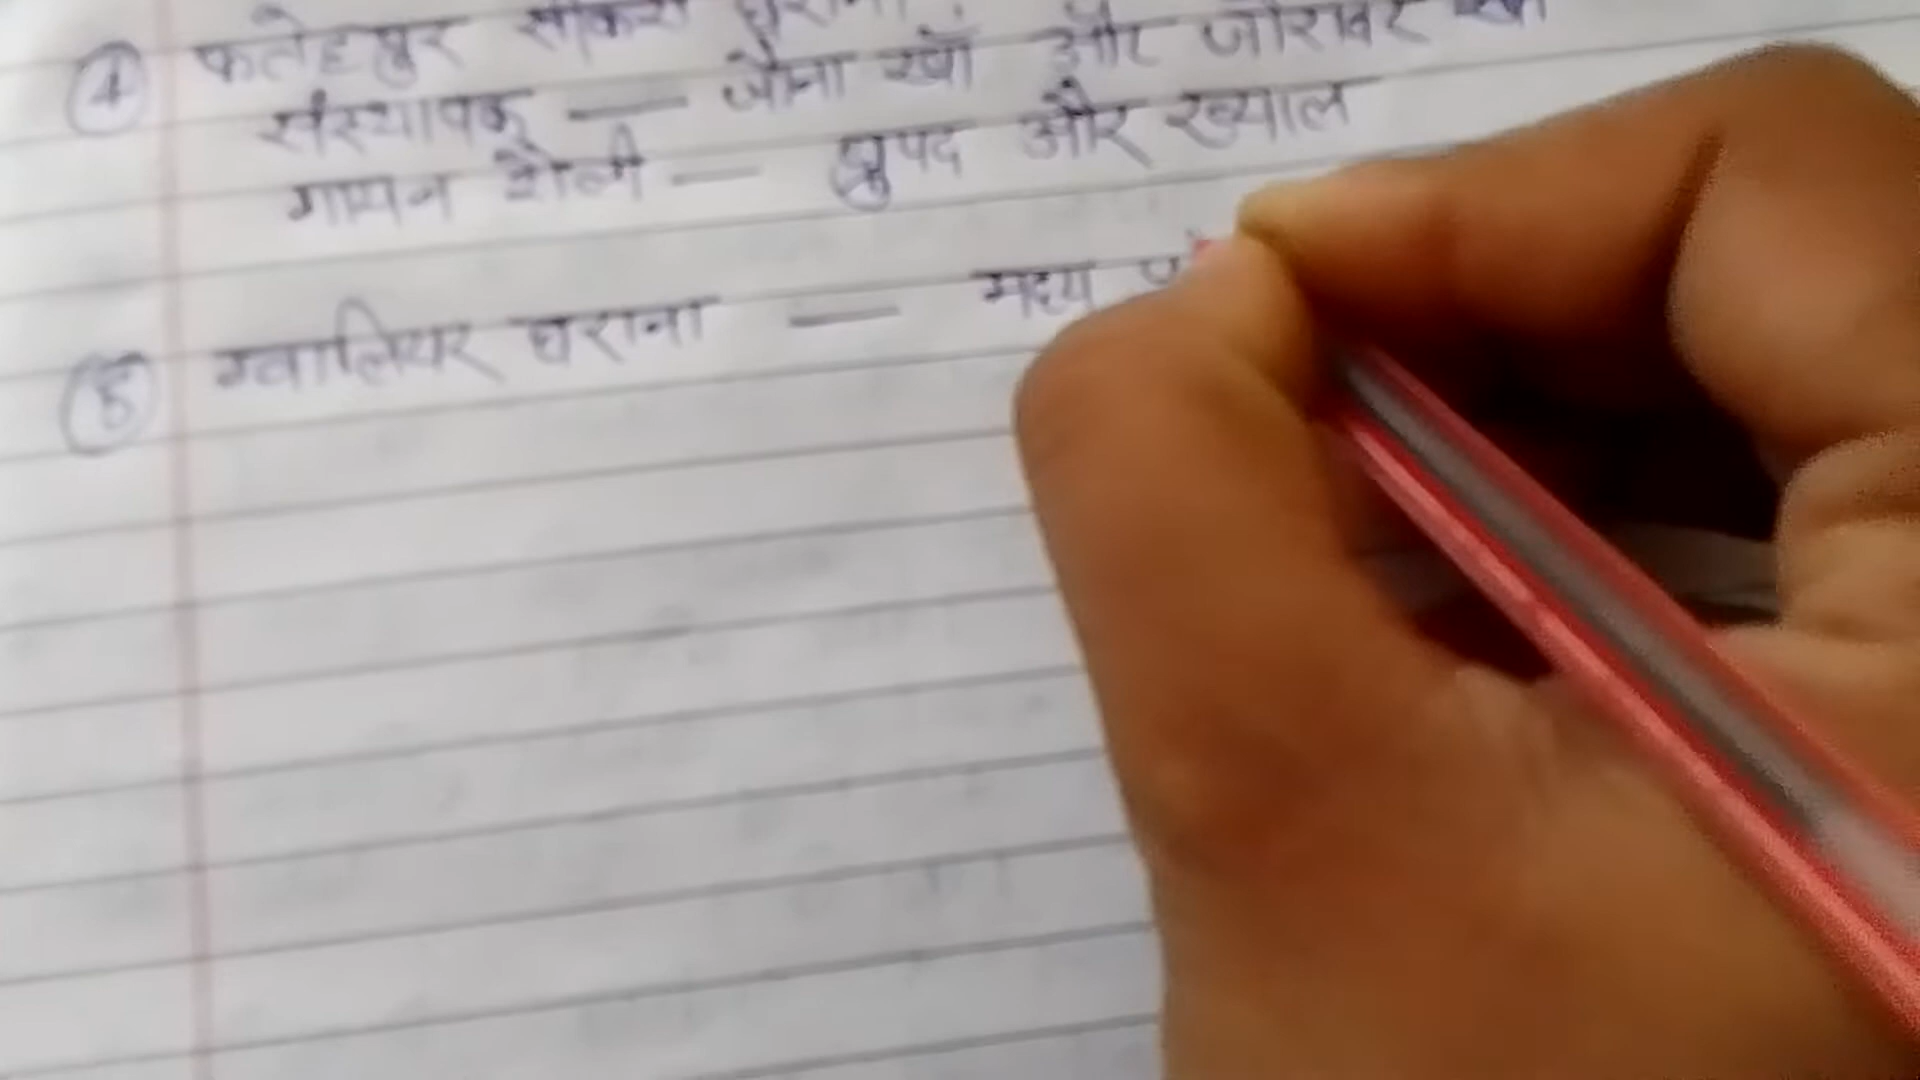 ④ फतेहपुर सीकरी घराना
संस्थापक — जैना खाँ और जोरावर खाँ
गायन शैली — ध्रुपद और ख्याल
⑤ ग्वालियर घराना — मध्य